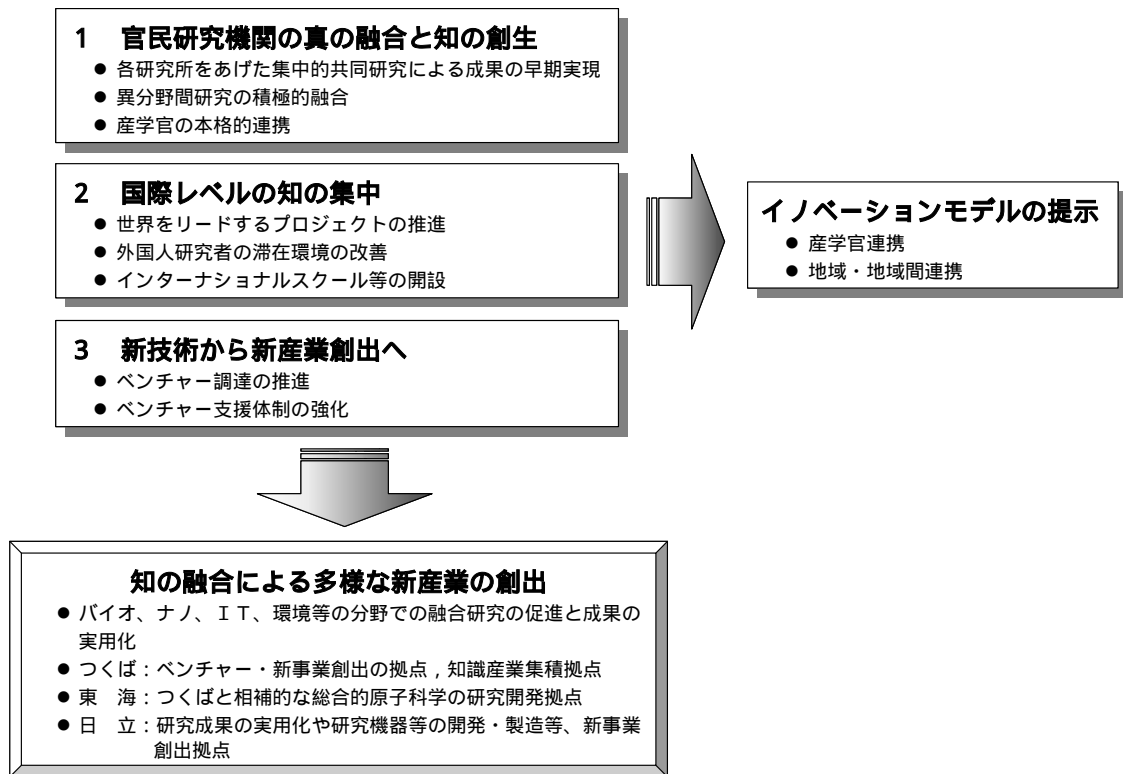 1 官民研究機関の真の融合と知の創生
● 各研究所をあげた集中的共同研究による成果の早期実現
● 異分野間研究の積極的融合
● 産学官の本格的連携
2 国際レベルの知の集中
● 世界をリードするプロジェクトの推進
● 外国人研究者の滞在環境の改善
● インターナショナルスクール等の開設
3 新技術から新産業創出へ
● ベンチャー調達の推進
● ベンチャー支援体制の強化
イノベーションモデルの提示
● 産学官連携
● 地域・地域間連携
知の融合による多様な新産業の創出
● バイオ、ナノ、ＩＴ、環境等の分野での融合研究の促進と成果の
実用化
● つくば：ベンチャー・新事業創出の拠点，知識産業集積拠点
● 東　海：つくばと相補的な総合的原子科学の研究開発拠点
● 日　立：研究成果の実用化や研究機器等の開発・製造等、新事業
創出拠点